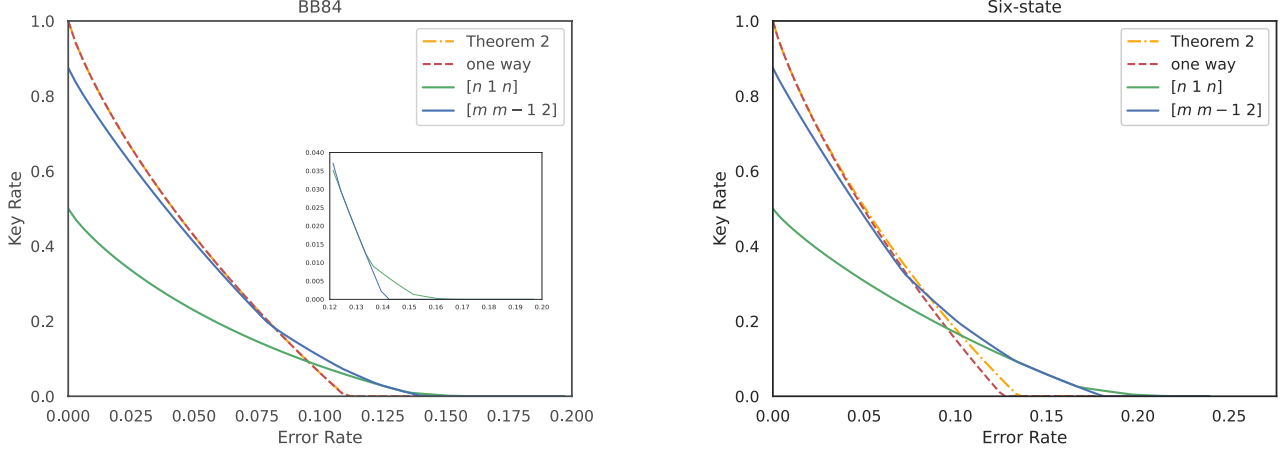 BB84
Key Rate
1.0
0.8
0.6
0.4
0.2
0.0
0.000 0.025 0.050 0.075 0.100 0.125 0.150 0.175 0.200
Error Rate
Theorem 2
one way
[n 1 n]
[m m − 1 2]
0.040
0.035
0.030
0.025
0.020
0.015
0.010
0.005
0.000
0.12 0.13 0.14 0.15 0.16 0.17 0.18 0.19 0.20
Six-state
Key Rate
1.0
0.8
0.6
0.4
0.2
0.0
0.00 0.05 0.10 0.15 0.20 0.25
Error Rate
Theorem 2
one way
[n 1 n]
[m m − 1 2]